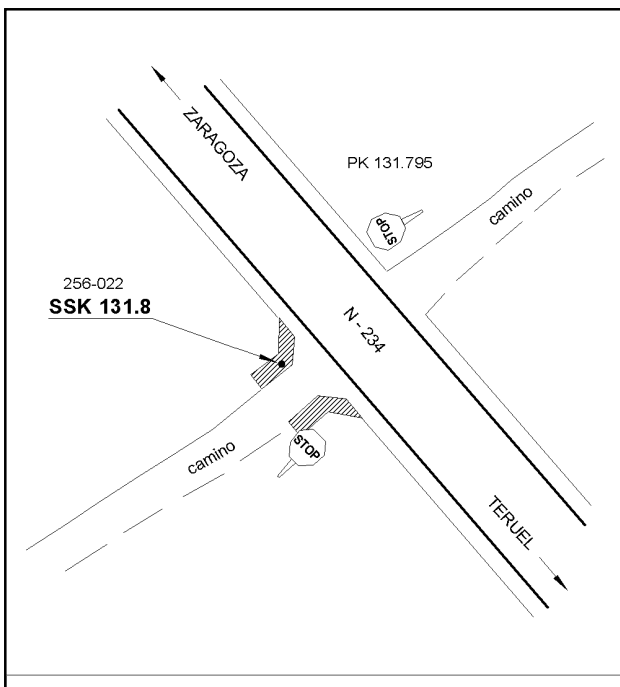 ZARAGOZA
PK 131.795
STOP
camino
256-022
SSK 131.8
N - 234
STOP
camino
TERUEL